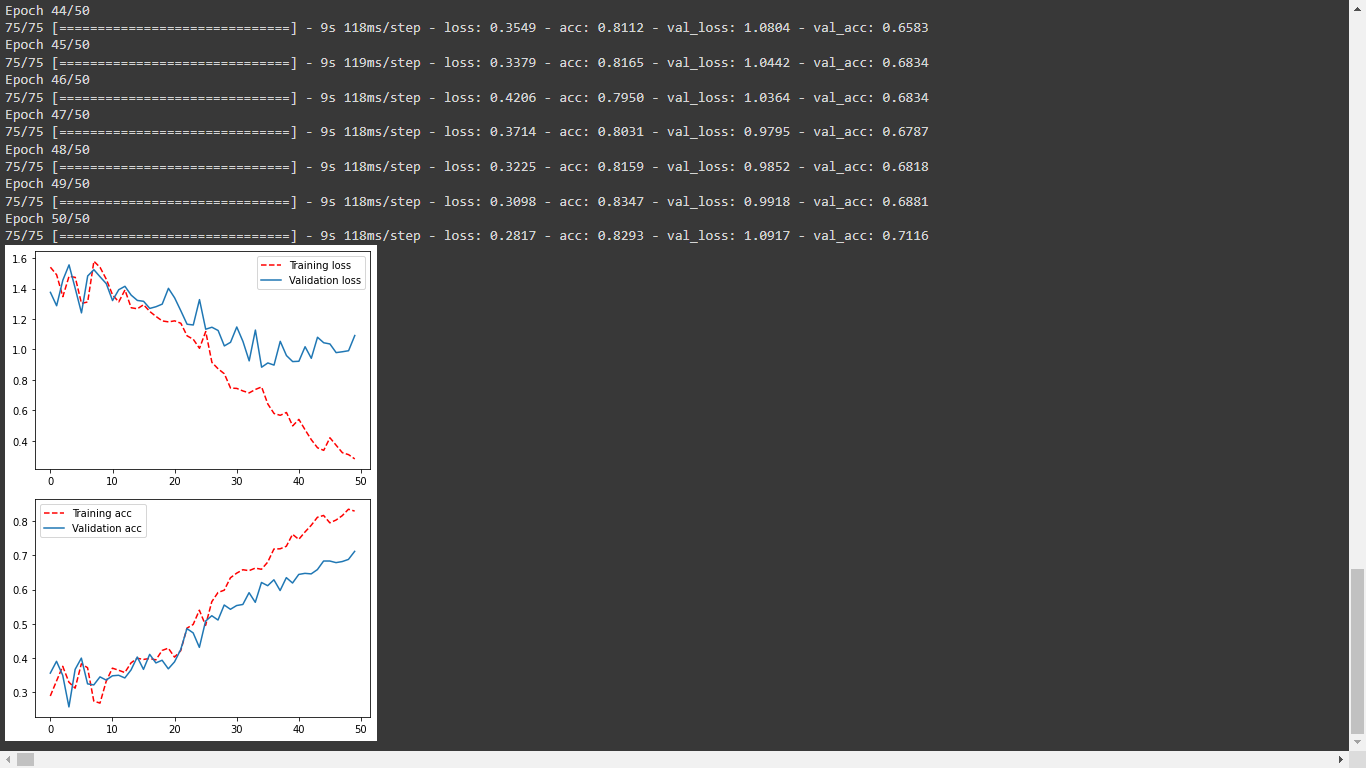 Epoch 44/50
75/75 [==============================] - 9s 118ms/step - loss: 0.3549 - acc: 0.8112 - val_loss: 1.0804 - val_acc: 0.6583
Epoch 45/50
75/75 [==============================] - 9s 119ms/step - loss: 0.3379 - acc: 0.8165 - val_loss: 1.0442 - val_acc: 0.6834
Epoch 46/50
75/75 [==============================] - 9s 118ms/step - loss: 0.4206 - acc: 0.7950 - val_loss: 1.0364 - val_acc: 0.6834
Epoch 47/50
75/75 [==============================] - 9s 118ms/step - loss: 0.3714 - acc: 0.8031 - val_loss: 0.9795 - val_acc: 0.6787
Epoch 48/50
75/75 [==============================] - 9s 118ms/step - loss: 0.3225 - acc: 0.8159 - val_loss: 0.9852 - val_acc: 0.6818
Epoch 49/50
75/75 [==============================] - 9s 118ms/step - loss: 0.3098 - acc: 0.8347 - val_loss: 0.9918 - val_acc: 0.6881
Epoch 50/50
75/75 [==============================] - 9s 118ms/step - loss: 0.2817 - acc: 0.8293 - val_loss: 1.0917 - val_acc: 0.7116
1.6
1.4
1.2
1.0
0.8
0.6
0.4
Training loss
Validation loss
0 10 20 30 40 50
0.8
0.7
0.6
0.5
0.4
0.3
Training acc
Validation acc
0 10 20 30 40 50